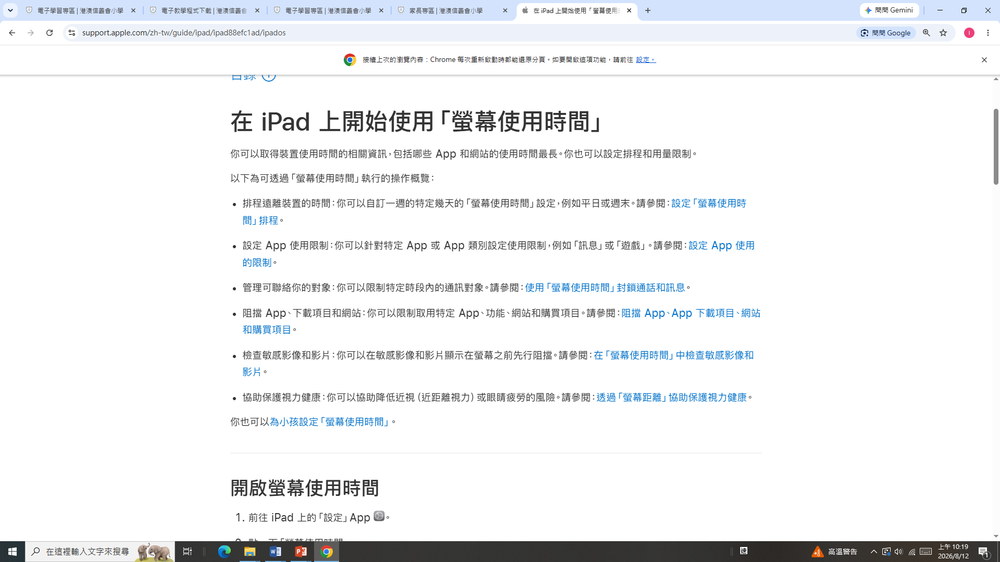 電子學習專區 | 港澳信義會小學
電子教學程式下載 | 港澳信義會
電子學習專區 | 港澳信義會小學
家長專區 | 港澳信義會小學
在 iPad 上開始使用「螢幕使用時
問問 Gemini
support.apple.com/zh-tw/guide/ipad/ipad88efc1ad/ipados
問問 Google
I
接續上次的瀏覽內容：Chrome 每次重新啟動時都能還原分頁。如要開啟這項功能，請前往 設定。
目錄
在 iPad 上開始使用「螢幕使用時間」
你可以取得裝置使用時間的相關資訊，包括哪些 App 和網站的使用時間最長。你也可以設定排程和用量限制。
以下為可透過「螢幕使用時間」執行的操作概覽：
• 排程遠離裝置的時間：你可以自訂一週的特定幾天的「螢幕使用時間」設定，例如平日或週末。請參閱：設定「螢幕使用時
間」排程。
• 設定 App 使用限制：你可以針對特定 App 或 App 類別設定使用限制，例如「訊息」或「遊戲」。請參閱：設定 App 使用
的限制。
• 管理可聯絡你的對象：你可以限制特定時段內的通訊對象。請參閱：使用「螢幕使用時間」封鎖通話和訊息。
• 阻擋 App、下載項目和網站：你可以限制取用特定 App、功能、網站和購買項目。請參閱：阻擋 App、App 下載項目、網站
和購買項目。
• 檢查敏感影像和影片：你可以在敏感影像和影片顯示在螢幕之前先行阻擋。請參閱：在「螢幕使用時間」中檢查敏感影像和
影片。
• 協助保護視力健康：你可以協助降低近視（近距離視力）或眼睛疲勞的風險。請參閱：透過「螢幕距離」協助保護視力健康。
你也可以為小孩設定「螢幕使用時間」。
開啟螢幕使用時間
1. 前往 iPad 上的「設定」App 。
2. 點一下「螢幕使用時間
在這裡輸入文字來搜尋
速
高溫警告
上午 10:19
2026/8/12
1